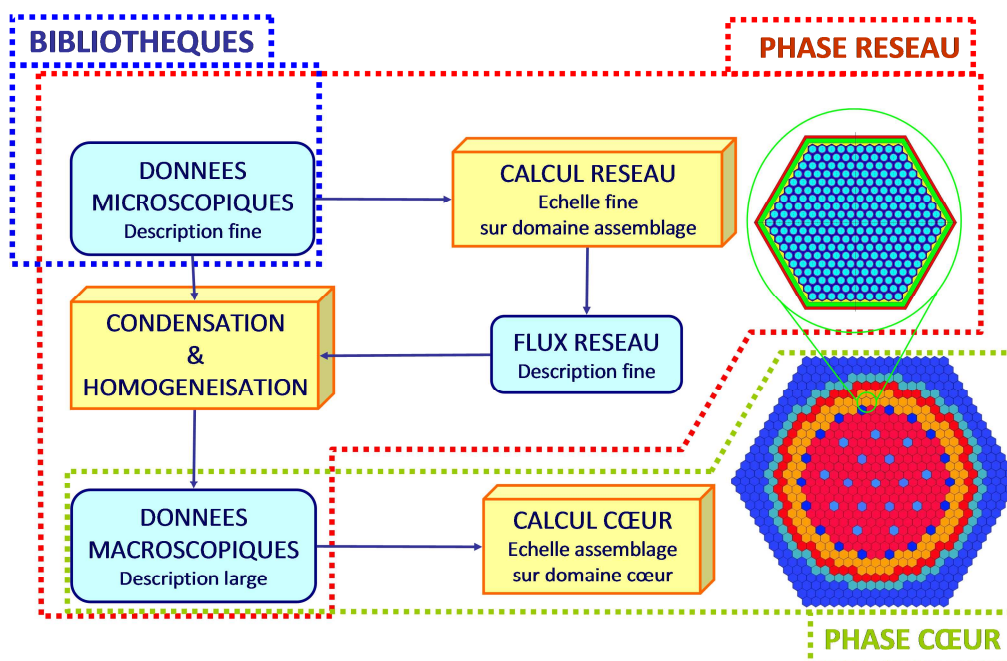 BIBLIOTHEQUES
PHASE RESEAU
DONNEES
MICROSCOPIQUES
Description fine
CALCUL RESEAU
Echelle fine
sur domaine assemblage
CONDENSATION
&
HOMOGENEISATION
FLUX RESEAU
Description fine
DONNEES
MACROSCOPIQUES
Description large
CALCUL CŒUR
Echelle assemblage
sur domaine cœur
PHASE CŒUR